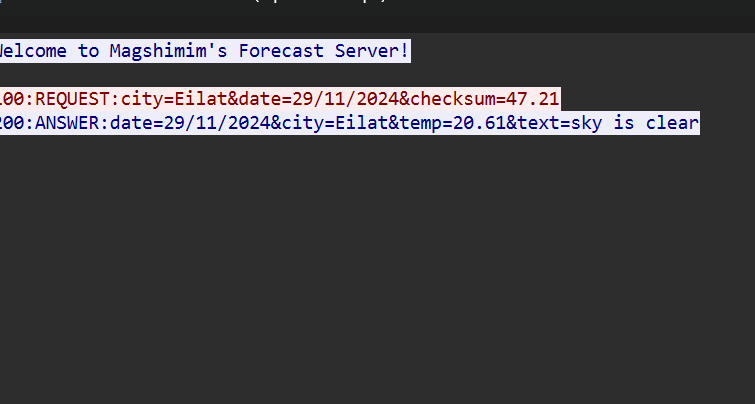 elcome to Magshimim's Forecast Server!
00:REQUEST:city=Eilat&date=29/11/2024&checksum=47.21
200:ANSWER:date=29/11/2024&city=Eilat&temp=20.61&text=sky is clear